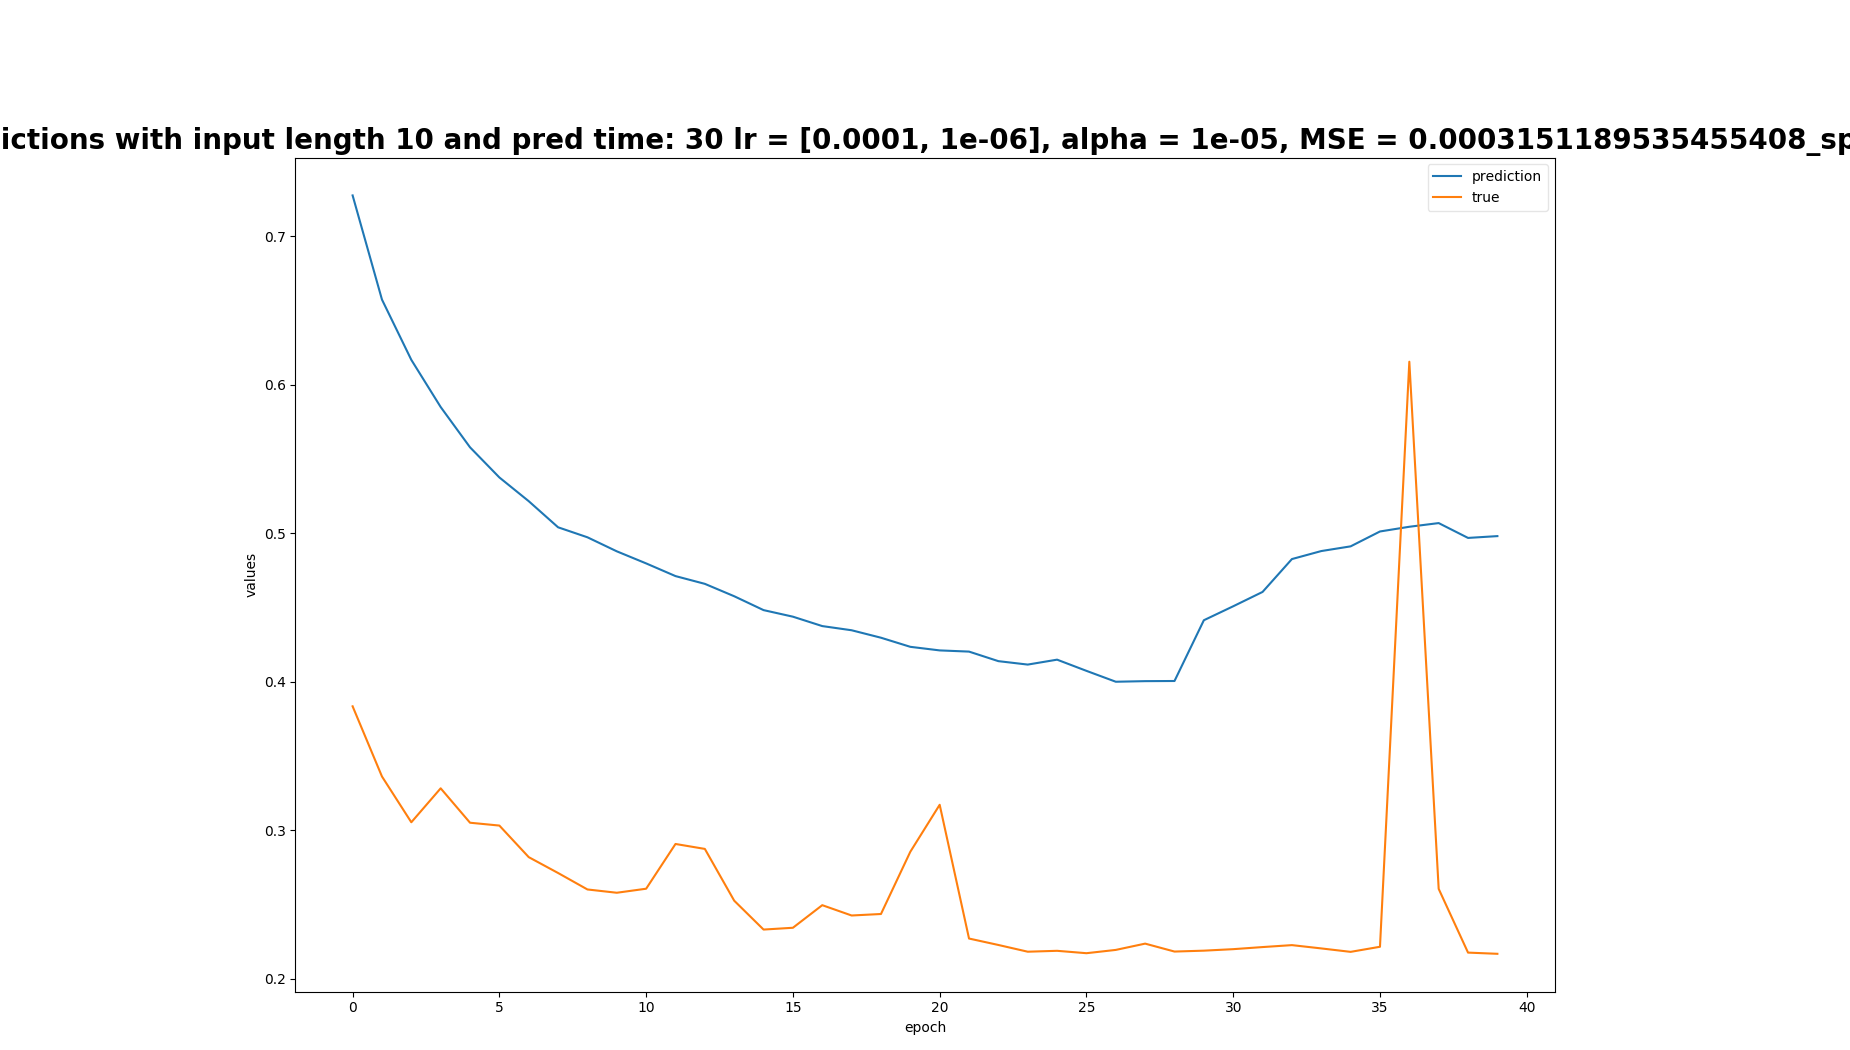 ictions with input length 10 and pred time: 30 lr = [0.0001, 1e-06], alpha = 1e-05, MSE = 0.0003151189535455408_sp
prediction
true
0.7
0.6
0.5
0.4
0.3
0.2
values
0 5 10 15 20 25 30 35 40
epoch